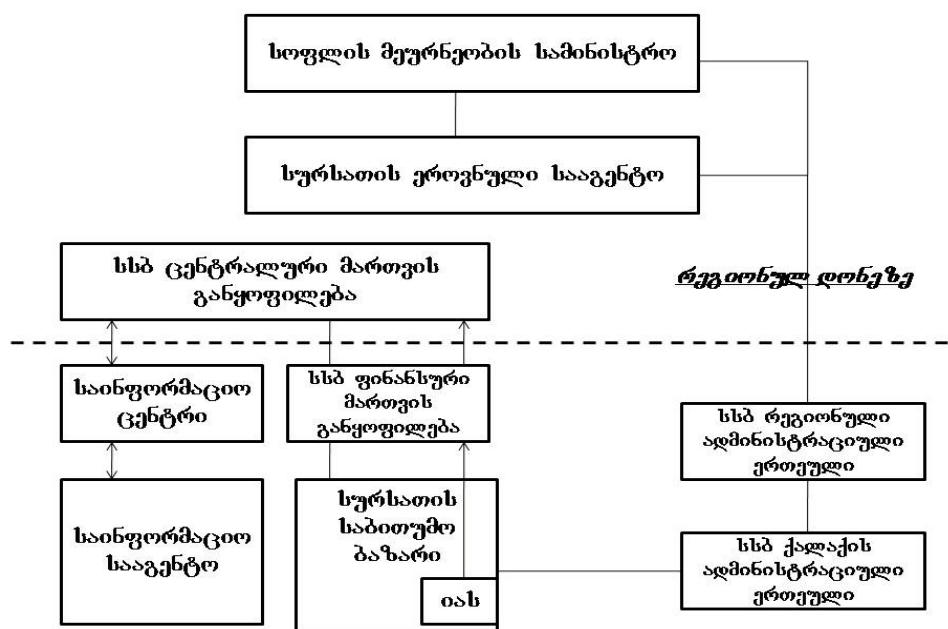 სოფლის მეურნეობის სამინისტრო
სურსათის ეროვნული სააგენტო
სსბ ცენტრალური მართვის
განყოფილება
რეგიონულ დონეზე
საინფორმაციო
ცენტრი
სსბ ფინანსური
მართვის
განყოფილება
სსბ რეგიონული
ადმინისტრაციული
ერთეული
საინფორმაციო
სააგენტო
სურსათის
საბითუმო
ბაზარი
იას
სსბ ქალაქის
ადმინისტრაციული
ერთეული